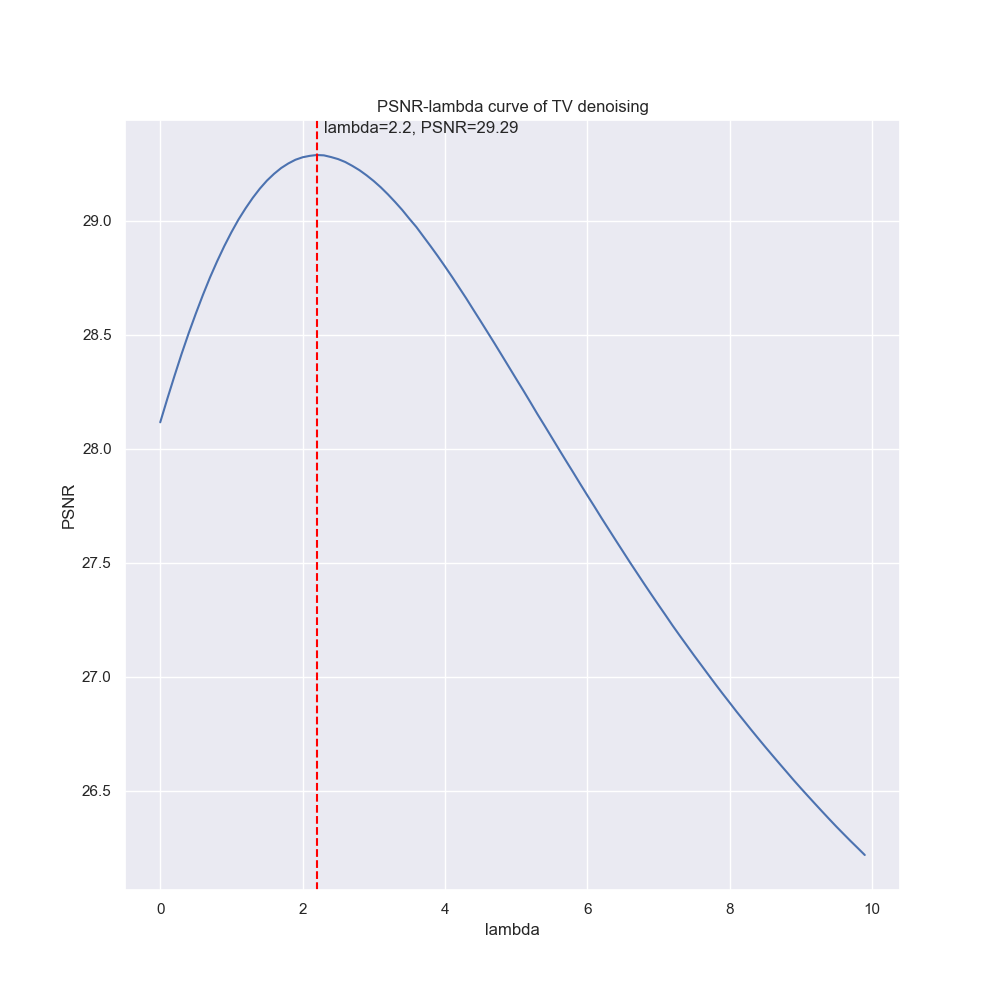 PSNR-lambda curve of TV denoising
lambda=2.2, PSNR=29.29
29.0
28.5
28.0
27.5
27.0
26.5
PSNR
0 2 4 6 8 10
lambda